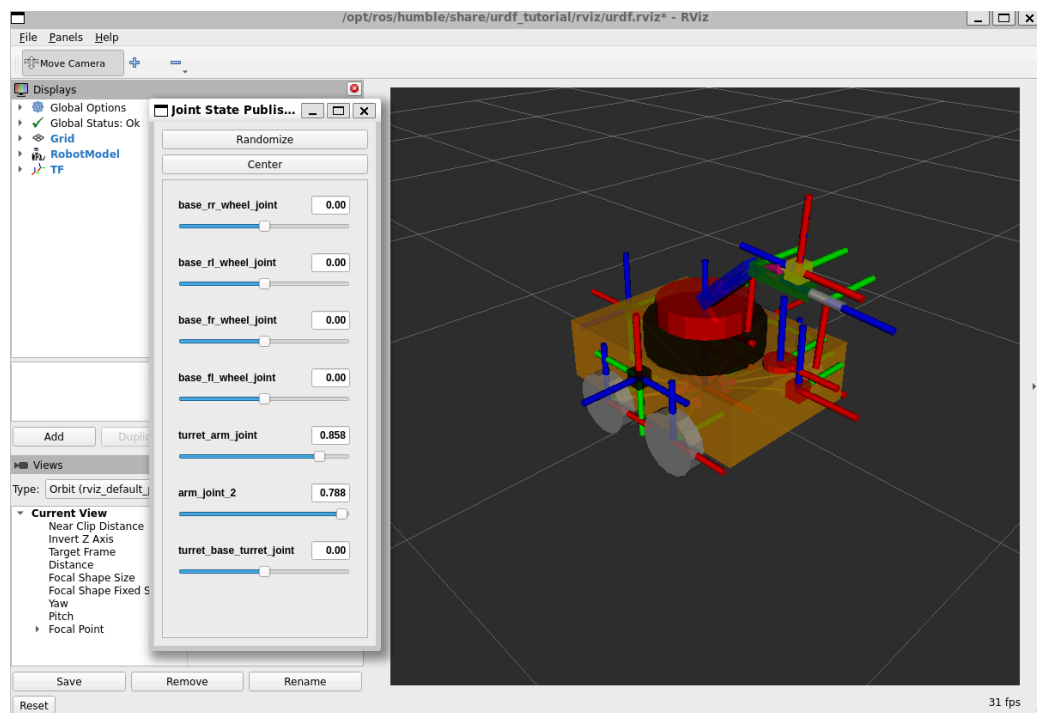 /opt/ros/humble/share/urdf_tutorial/rviz/urdf.rviz* - RViz
File Panels Help
Move Camera
Displays
Global Options
Global Status: Ok
Grid
RobotModel
TF
Add
Views
Type: Orbit (rviz_default_
Current View
Near Clip Distance
Invert Z Axis
Target Frame
Distance
Focal Shape Size
Focal Shape Fixed S
Yaw
Pitch
Focal Point
Save Remove Rename
Reset
31 fps
Joint State Publis...
Randomize
Center
base_rr_wheel_joint 0.00
base_rl_wheel_joint 0.00
base_fr_wheel_joint 0.00
base_fl_wheel_joint 0.00
turret_arm_joint 0.858
arm_joint_2 0.788
turret_base_turret_joint 0.00